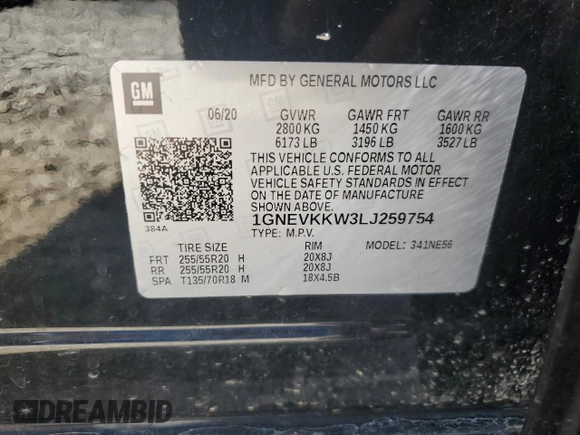 GM
MFD BY GENERAL MOTORS LLC
06/20 GVWR GAWR FRT GAWR RR
2800 KG 1450 KG 1600 KG
6173 LB 3196 LB 3527 LB
THIS VEHICLE CONFORMS TO ALL
APPLICABLE U.S. FEDERAL MOTOR
VEHICLE SAFETY STANDARDS IN EFFECT
ON THE DATE OF MANUFACTURE
SHOWN ABOVE.
384A
1GNEVKKW3LJ259754
TYPE: M.P.V.
TIRE SIZE RIM MODEL: 341NE56
FRT 255/55R20 H 20X8J
RR 255/55R20 H 20X8J
SPA T135/70R18 M 18X4.5B
DREAMBID